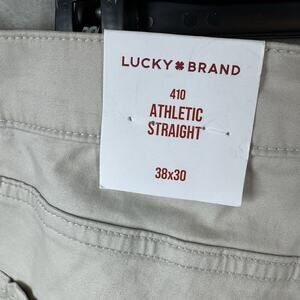 LUCKY BRAND
410
ATHLETIC
STRAIGHT
38x30